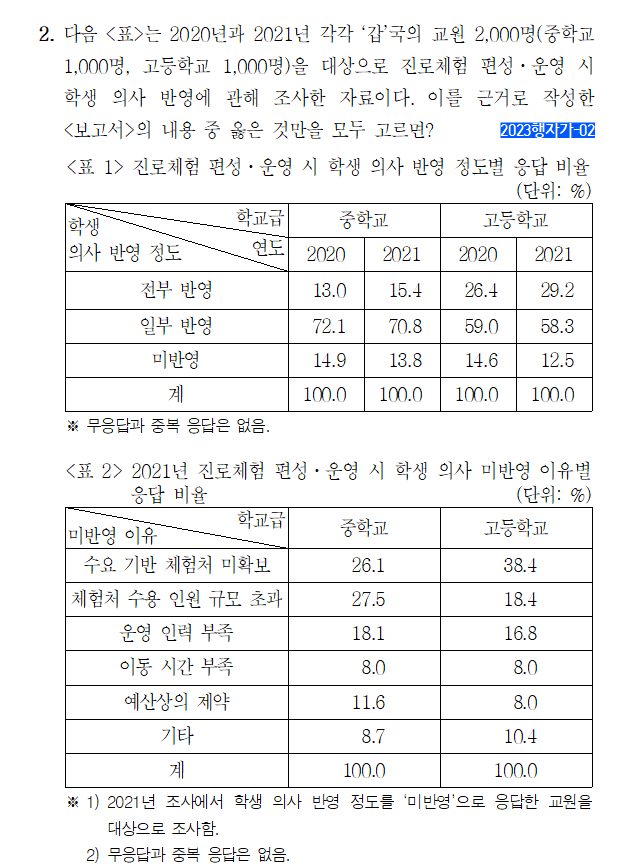 2. 다음 <표>는 2020년과 2021년 각각 ‘갑’국의 교원 2,000명(중학교
1,000명, 고등학교 1,000명)을 대상으로 진로체험 편성·운영 시
학생 의사 반영에 관해 조사한 자료이다. 이를 근거로 작성한
<보고서>의 내용 중 옳은 것만을 모두 고르면? 2023행자가-02
<표 1> 진로체험 편성·운영 시 학생 의사 반영 정도별 응답 비율
(단위: %)
학교급 중학교 고등학교
학생
의사 반영 정도 연도 2020 2021 2020 2021
전부 반영 13.0 15.4 26.4 29.2
일부 반영 72.1 70.8 59.0 58.3
미반영 14.9 13.8 14.6 12.5
계 100.0 100.0 100.0 100.0
※ 무응답과 중복 응답은 없음.
<표 2> 2021년 진로체험 편성·운영 시 학생 의사 미반영 이유별
응답 비율 (단위: %)
학교급 중학교 고등학교
미반영 이유
수요 기반 체험처 미확보 26.1 38.4
체험처 수용 인원 규모 초과 27.5 18.4
운영 인력 부족 18.1 16.8
이동 시간 부족 8.0 8.0
예산상의 제약 11.6 8.0
기타 8.7 10.4
계 100.0 100.0
※ 1) 2021년 조사에서 학생 의사 반영 정도를 ‘미반영’으로 응답한 교원을
대상으로 조사함.
2) 무응답과 중복 응답은 없음.